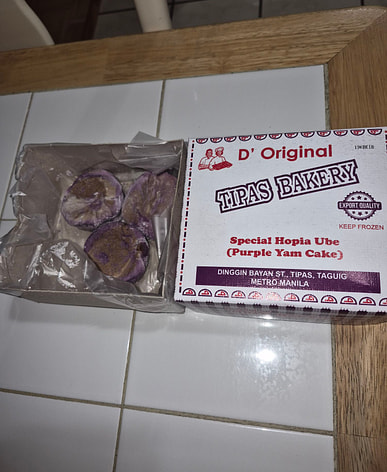 D' Original
TIPAS BAKERY
EXPORT QUALITY
KEEP FROZEN
Special Hopia Ube
(Purple Yam Cake)
DINGGIN BAYAN ST., TIPAS, TAGUIG
METRO MANILA